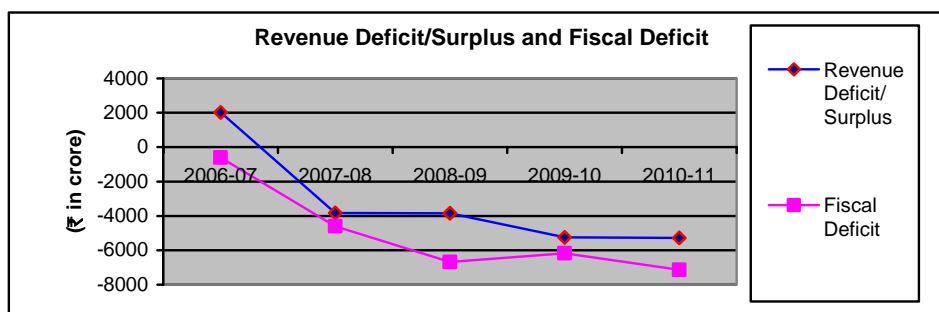 Revenue Deficit/Surplus and Fiscal Deficit
4000
2000
0
-2000
-4000
-6000
-8000
(₹ in crore)
2006-07 2007-08 2008-09 2009-10 2010-11
Revenue
Deficit/
Surplus
Fiscal
Deficit